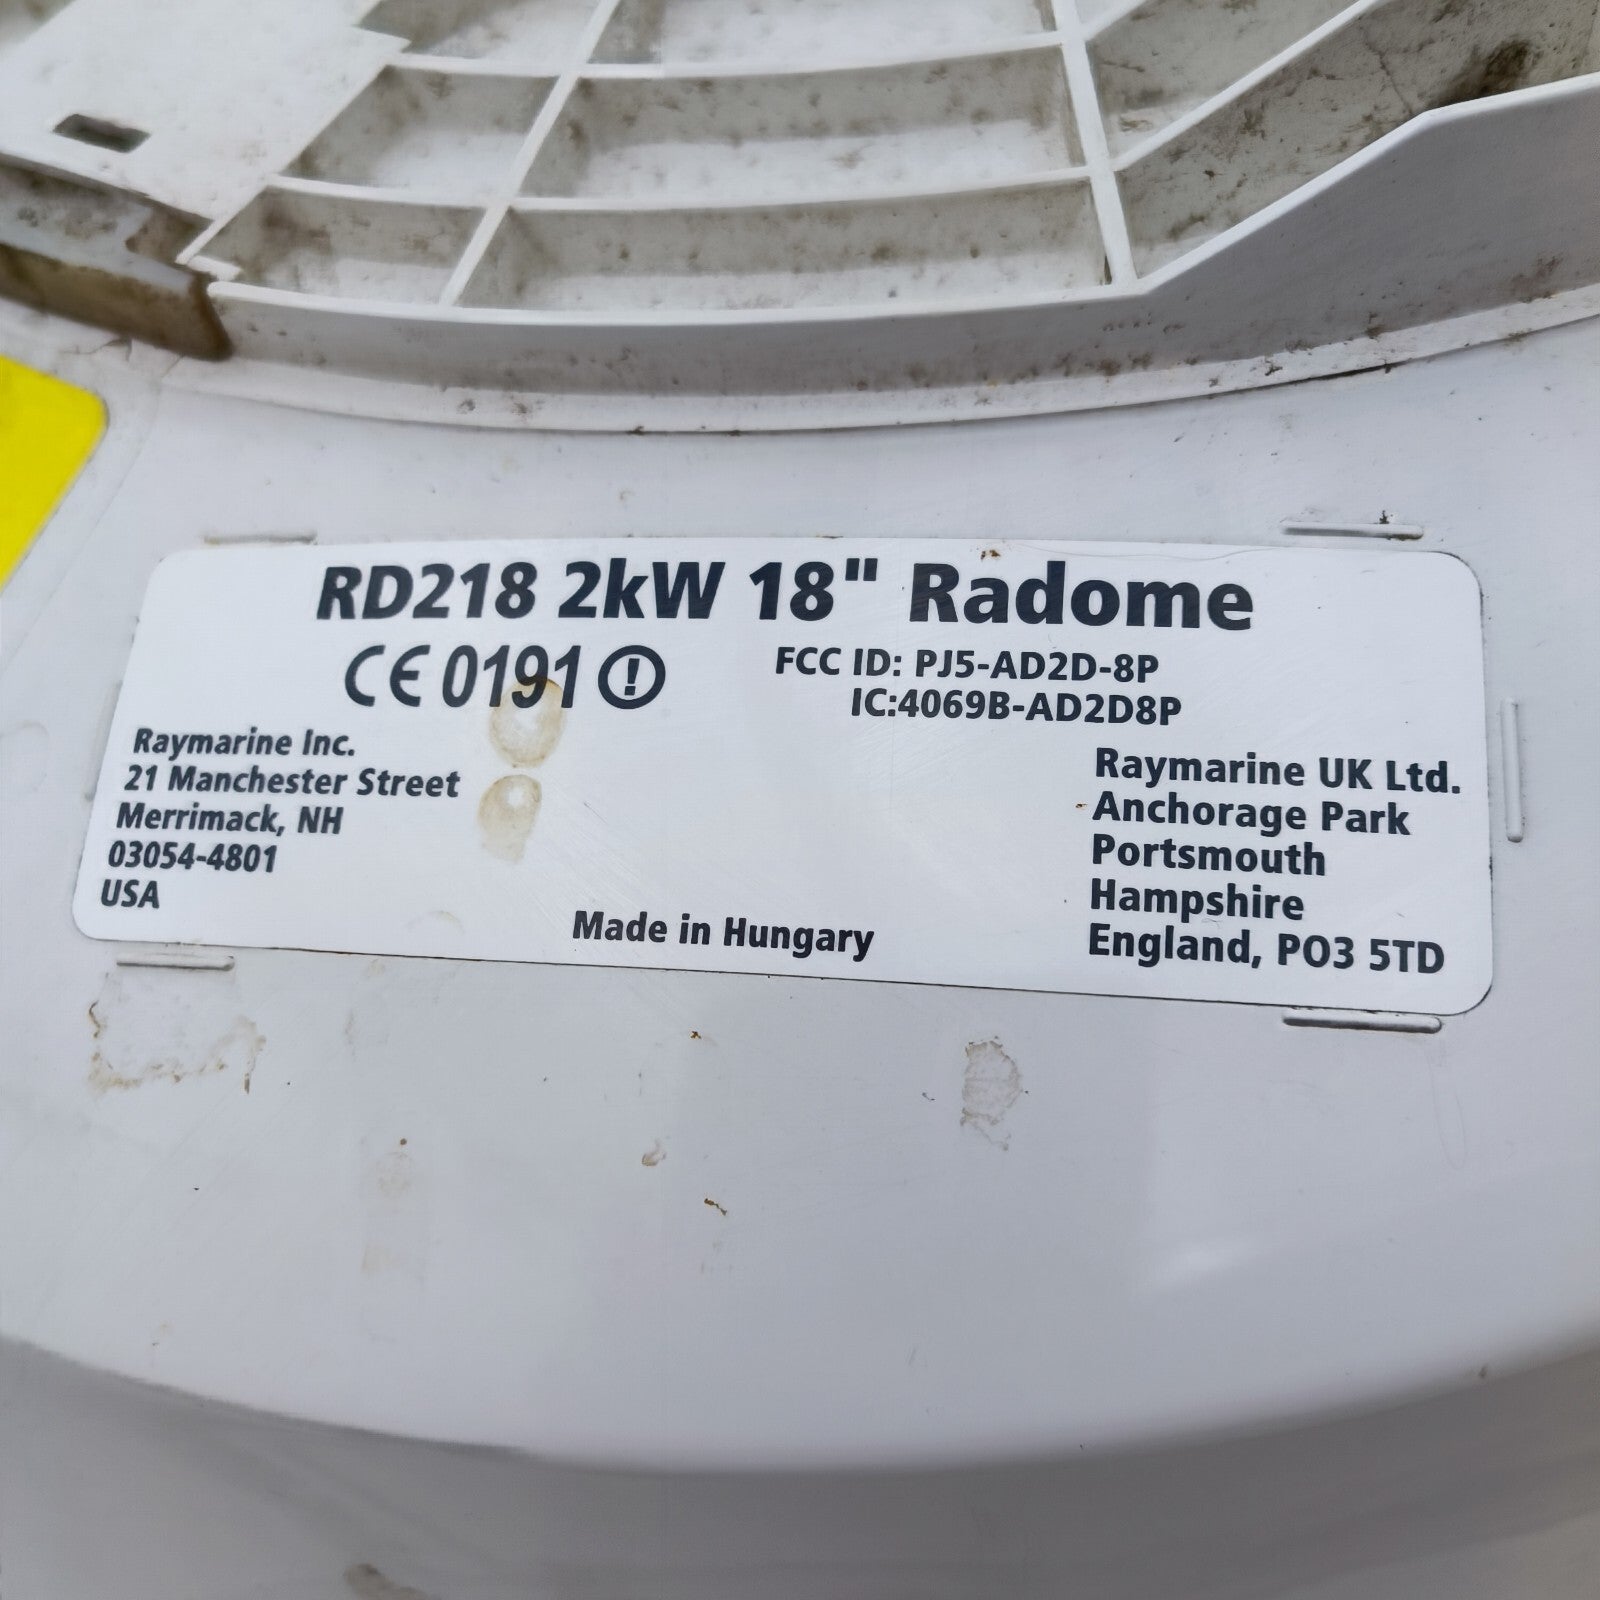 RD218 2kW 18" Radome
CE 0191
FCC ID: PJ5-AD2D-8P
IC:4069B-AD2D8P
Raymarine Inc.
21 Manchester Street
Merrimack, NH
03054-4801
USA
Made in Hungary
Raymarine UK Ltd.
Anchorage Park
Portsmouth
Hampshire
England, PO3 5TD